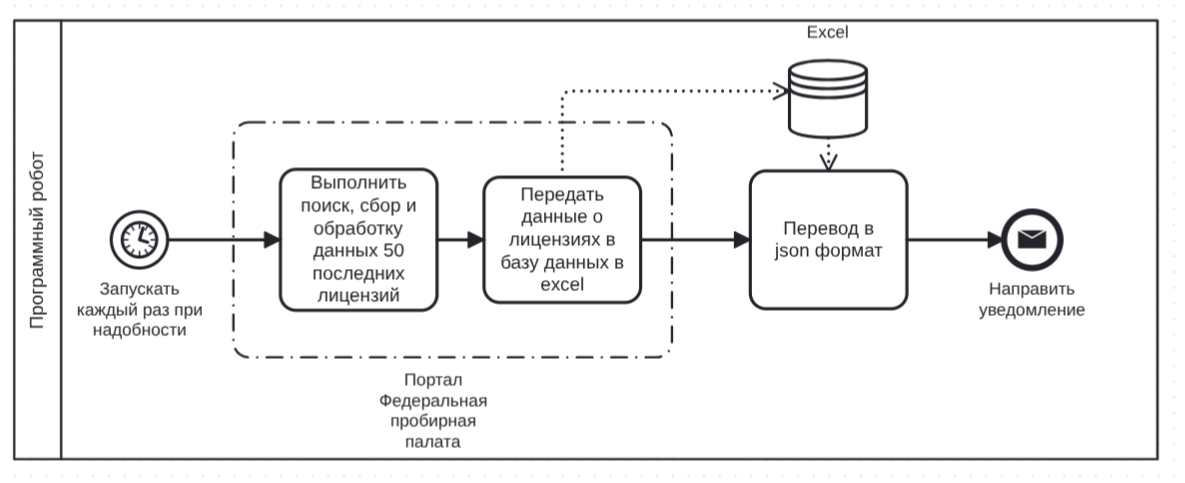 Программный робот
Запускать
каждый раз при
надобности
Выполнить
поиск, сбор и
обработку
данных 50
последних
лицензий
Передать
данные о
лицензиях в
базу данных в
excel
Портал
Федеральная
пробирная
палата
Excel
Перевод в
json формат
Направить
уведомление